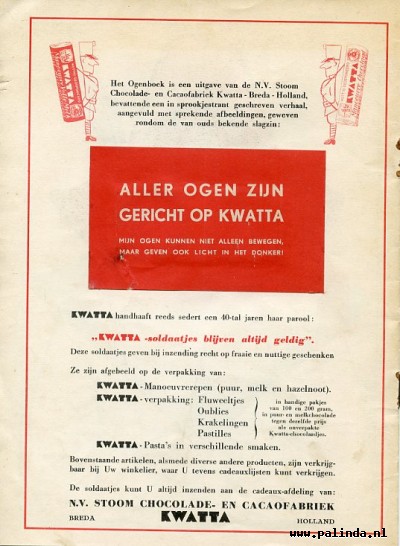 KWATTA
KWATTA
Het Ogenboek is een uitgave van de N.V. Stoom
Chocolade- en Cacaofabriek Kwatta - Breda - Holland,
bevattende een in sprookjestrant geschreven verhaal,
aangevuld met sprekende afbeeldingen, geweven
rondom de van ouds bekende slagzin:
ALLER OGEN ZIJN
GERICHT OP KWATTA
MIJN OGEN KUNNEN NIET ALLEEN BEWEGEN,
MAAR GEVEN OOK LICHT IN HET DONKER!
KWATTA handhaaft reeds sedert een 40-tal jaren haar parool:
„KWATTA-soldaatjes blijven altijd geldig".
Deze soldaatjes geven bij inzending recht op fraaie en nuttige geschenken
Ze zijn afgebeeld op de verpakking van:
KWATTA-Manoeuvrerepen (puur, melk en hazelnoot).
KWATTA-verpakking: Fluweeltjes
Oublies
Krakelingen
Pastilles
in handige pakjes
van 100 en 200 gram,
in puur- en melkchocolade
tegen dezelfde prijs
als onverpakte
Kwatta-chocolaadjes.
KWATTA-Pasta's in verschillende smaken.
Bovenstaande artikelen, alsmede diverse andere producten, zijn verkrijg-
baar bij Uw winkelier, waar U tevens cadeauxlijsten kunt verkrijgen.
De soldaatjes kunt U altijd inzenden aan de cadeaux-afdeling van:
N.V. STOOM CHOCOLADE- EN CACAOFABRIEK
BREDA KWATTA HOLLAND
www.palinda.nl